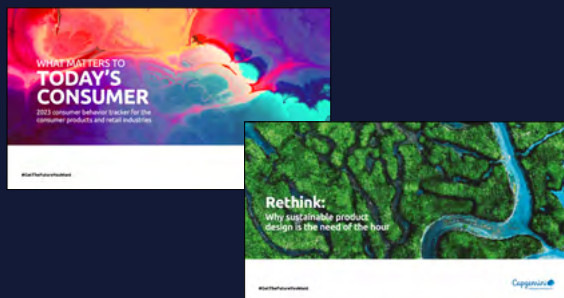 WHAT MATTERS TO
TODAY'S
CONSUMER
2023 consumer behavior tracker for the
consumer products and retail industries
#GetTheFutureYouWant
Rethink:
Why sustainable product
design is the need of the hour
#GetTheFutureYouWant
Capgemini